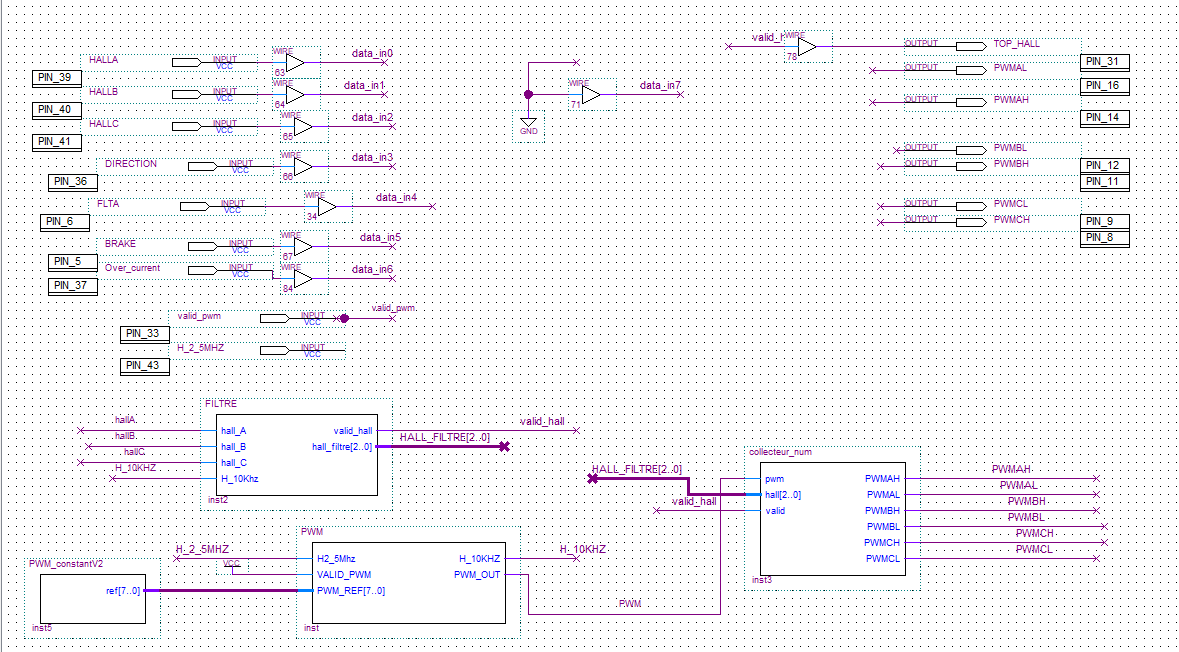 HALLA INPUT VCC WIRE 63 data_in0
PIN_39
HALLB INPUT VCC WIRE 64 data_in1
PIN_40
HALLC INPUT VCC WIRE 65 data_in2
PIN_41
DIRECTION INPUT VCC WIRE 66 data_in3
PIN_36
FLTA INPUT VCC WIRE 34 data_in4
PIN_6
BRAKE INPUT VCC WIRE 67 data_in5
PIN_5
Over_current INPUT VCC WIRE 84 data_in6
PIN_37
valid_pwm INPUT VCC valid_pwm
PIN_33
H_2_5MHZ INPUT VCC
PIN_43
WIRE 71 data_in7
GND
WIRE 78 OUTPUT TOP_HALL
PIN_31
OUTPUT PWMAL
PIN_16
OUTPUT PWMAH
PIN_14
OUTPUT PWMBL
PIN_12
OUTPUT PWMBH
PIN_11
OUTPUT PWMCL
PIN_9
OUTPUT PWMCH
PIN_8
FILTRE
hallA hall_A valid_hall valid_hall
hallB hall_B hall_filtre[2..0] HALL_FILTRE[2..0]
hallC hall_C
H_10KHZ H_10Khz
inst2
collecteur_num
HALL_FILTRE[2..0] pwm PWMAH PWMAH
hall[2..0] PWMAL PWMAL
valid_hall valid PWMBH PWMBH
PWMBL PWMBL
PWMCH PWMCH
PWMCL PWMCL
inst3
PWM
H_2_5MHZ H2_5Mhz H_10KHZ H_10KHZ
VCC VALID_PWM PWM_OUT
PWM_REF[7..0]
PWM
inst
PWM_constantV2
ref[7..0]
inst5